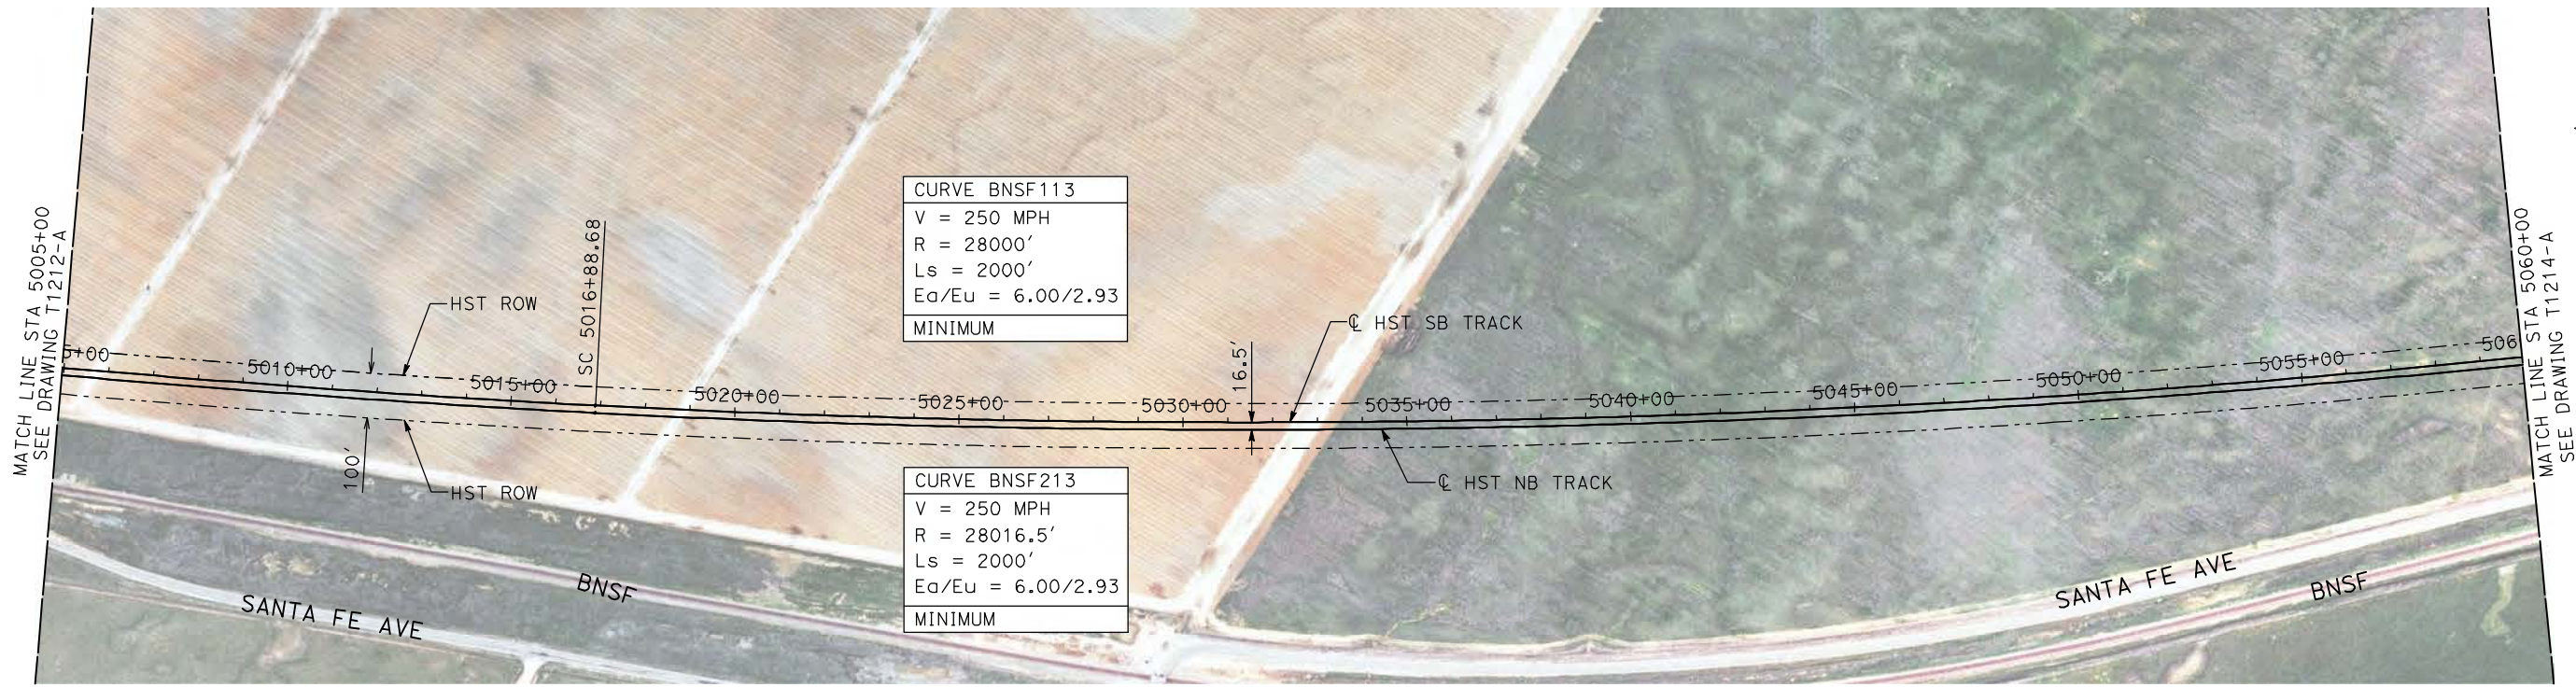 MATCH LINE STA 5005+00
SEE DRAWING T1212-A
5+00
5010+00
5015+00
5020+00
5025+00
5030+00
5035+00
5040+00
5045+00
5050+00
5055+00
506
HST ROW
HST ROW
100′
SC 5016+88.68
CURVE BNSF113
V = 250 MPH
R = 28000′
Ls = 2000′
Ea/Eu = 6.00/2.93
MINIMUM
16.5′
℄ HST SB TRACK
℄ HST NB TRACK
CURVE BNSF213
V = 250 MPH
R = 28016.5′
Ls = 2000′
Ea/Eu = 6.00/2.93
MINIMUM
SANTA FE AVE
BNSF
SANTA FE AVE
BNSF
MATCH LINE STA 5060+00
SEE DRAWING T1214-A